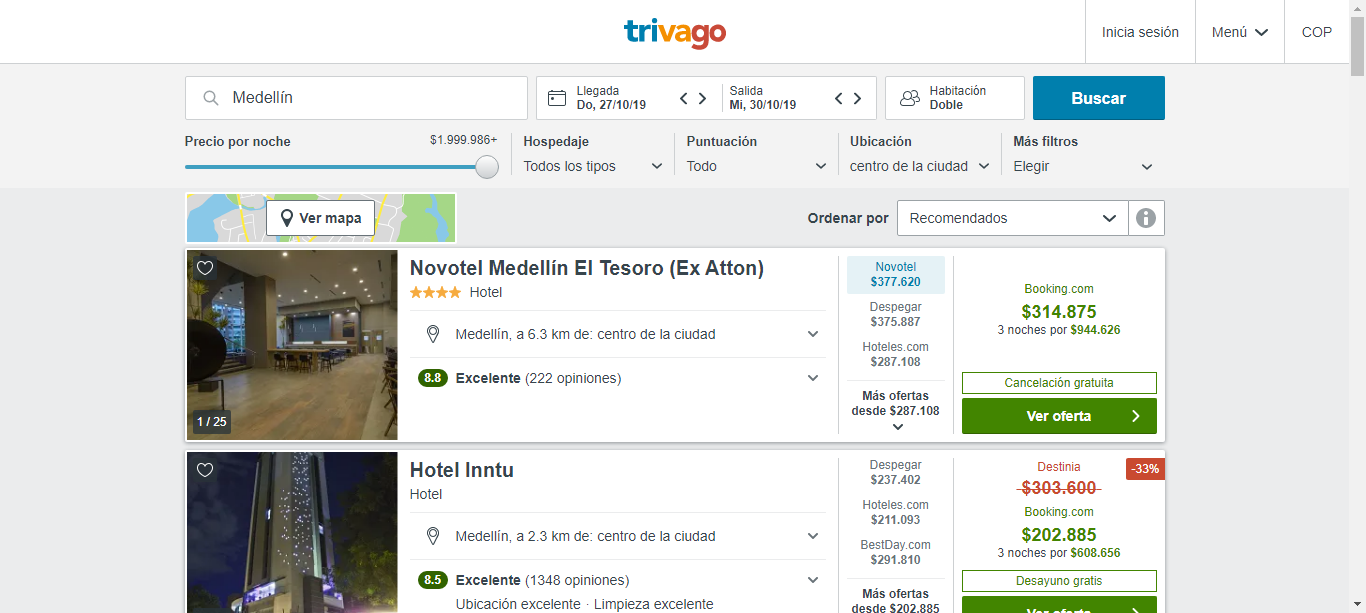 trivago
Inicia sesión
Menú
COP
Medellín
Llegada
Do, 27/10/19
Salida
Mi, 30/10/19
Habitación
Doble
Buscar
Precio por noche
$1.999.986+
Hospedaje
Todos los tipos
Puntuación
Todo
Ubicación
centro de la ciudad
Más filtros
Elegir
Ver mapa
Ordenar por
Recomendados
Novotel Medellín El Tesoro (Ex Atton)
Hotel
Medellín, a 6.3 km de: centro de la ciudad
8.8 Excelente (222 opiniones)
1 / 25
Novotel
$377.620
Despegar
$375.887
Hoteles.com
$287.108
Más ofertas
desde $287.108
Booking.com
$314.875
3 noches por $944.626
Cancelación gratuita
Ver oferta
Hotel Inntu
Hotel
Medellín, a 2.3 km de: centro de la ciudad
8.5 Excelente (1348 opiniones)
Ubicación excelente · Limpieza excelente
Despegar
$237.402
Hoteles.com
$211.093
BestDay.com
$291.810
Más ofertas
desde $202.885
Destinia
-33%
$303.600
Booking.com
$202.885
3 noches por $608.656
Desayuno gratis
Ver oferta